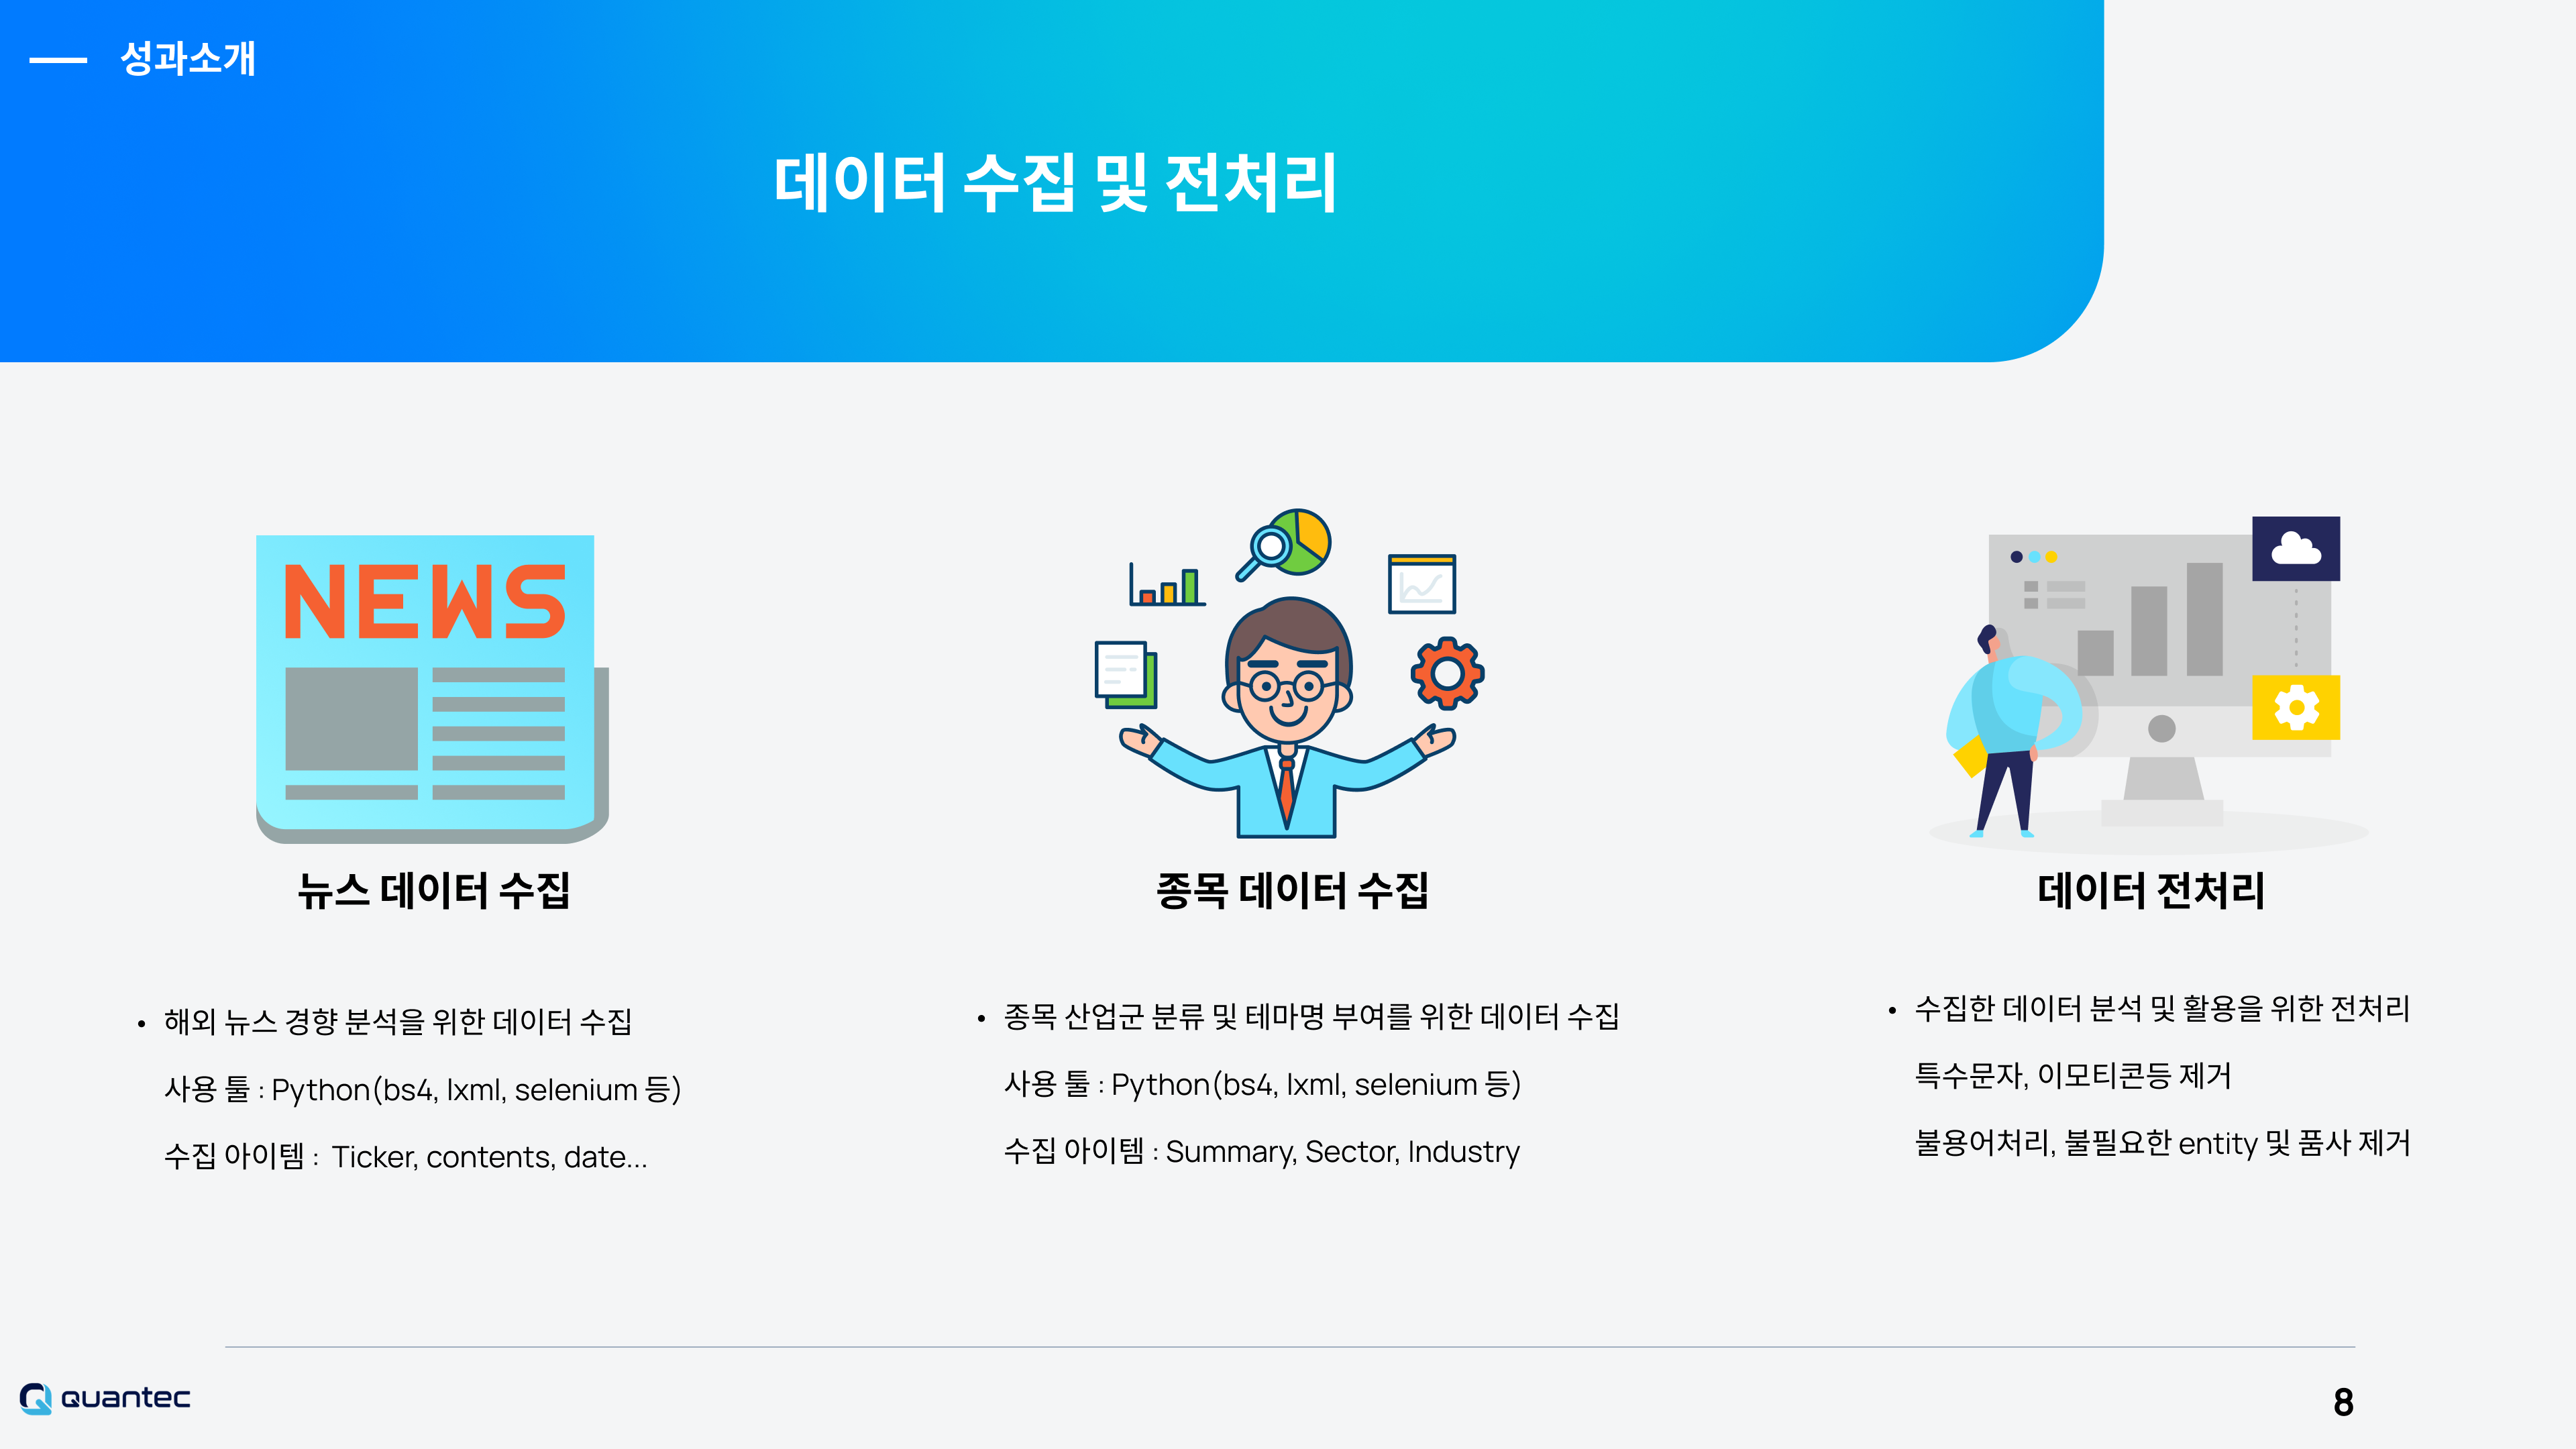 성과소개
데이터 수집 및 전처리
NEWS
뉴스 데이터 수집
• 해외 뉴스 경향 분석을 위한 데이터 수집
사용 툴 : Python(bs4, lxml, selenium 등)
수집 아이템 : Ticker, contents, date...
종목 데이터 수집
• 종목 산업군 분류 및 테마명 부여를 위한 데이터 수집
사용 툴 : Python(bs4, lxml, selenium 등)
수집 아이템 : Summary, Sector, Industry
데이터 전처리
• 수집한 데이터 분석 및 활용을 위한 전처리
특수문자, 이모티콘등 제거
불용어처리, 불필요한 entity 및 품사 제거
QUANTEC
8